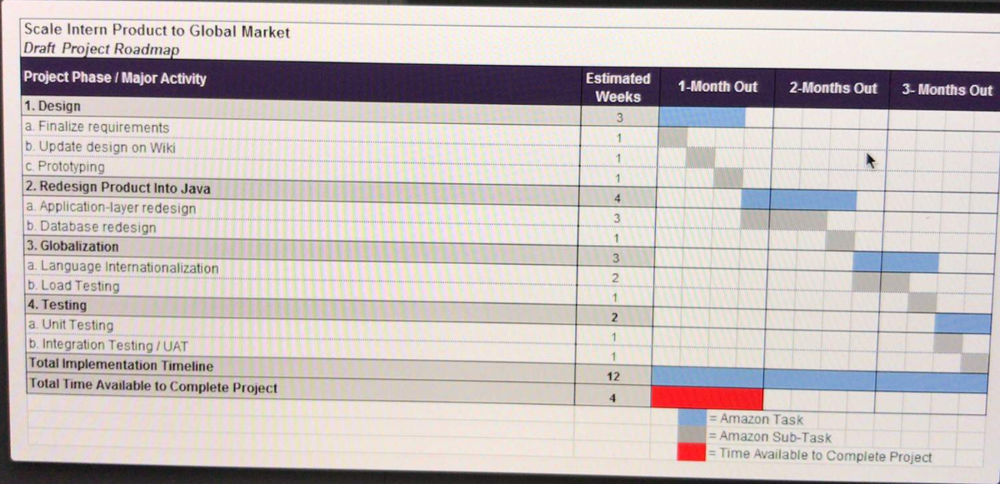 Scale Intern Product to Global Market
Draft Project Roadmap
Project Phase / Major Activity Estimated Weeks 1-Month Out 2-Months Out 3- Months Out
1. Design 3
a. Finalize requirements 1
b. Update design on Wiki 1
c. Prototyping 1
2. Redesign Product Into Java 4
a. Application-layer redesign 3
b. Database redesign 1
3. Globalization 3
a. Language Internationalization 2
b. Load Testing 1
4. Testing 2
a. Unit Testing 1
b. Integration Testing / UAT 1
Total Implementation Timeline 12
Total Time Available to Complete Project 4
= Amazon Task
= Amazon Sub-Task
= Time Available to Complete Project